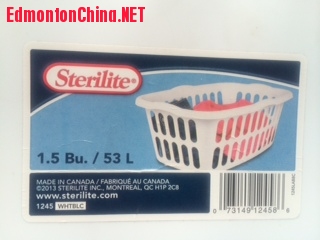 EdmontonChina.NET
Sterilite®
1.5 Bu. / 53 L
MADE IN CANADA / FABRIQUÉ AU CANADA
©2013 STERILITE INC., MONTREAL, QC H1P 2C8
www.sterilite.com
1245 WHTBLC
0 73149 12458 6